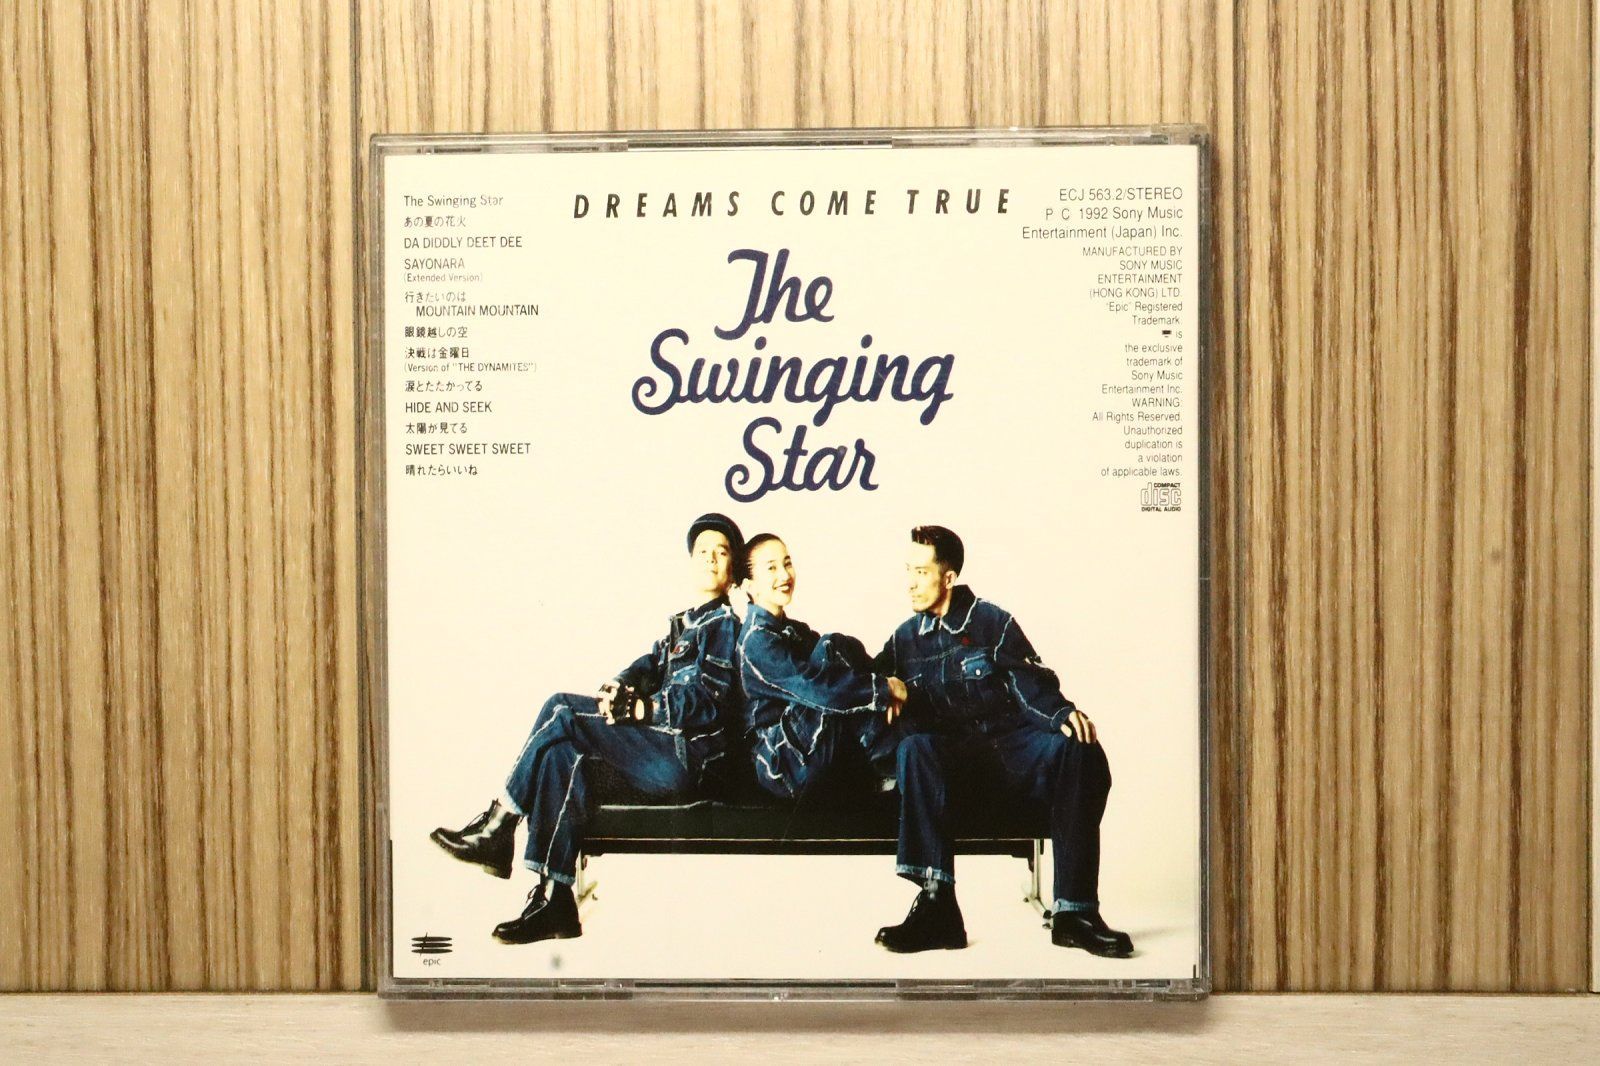 The Swinging Star
あの夏の花火
DA DIDDLY DEET DEE
SAYONARA
(Extended Version)
行きたいのは
MOUNTAIN MOUNTAIN
眼鏡越しの空
決戦は金曜日
(Version of "THE DYNAMITES")
涙とたたかってる
HIDE AND SEEK
太陽が見てる
SWEET SWEET SWEET
晴れたらいいね
DREAMS COME TRUE
The
Swinging
Star
ECJ 563.2/STEREO
P C 1992 Sony Music
Entertainment (Japan) Inc.
MANUFACTURED BY
SONY MUSIC
ENTERTAINMENT
(HONG KONG) LTD.
"Epic" Registered
Trademark.
is
the exclusive
trademark of
Sony Music
Entertainment Inc.
WARNING:
All Rights Reserved.
Unauthorized
duplication is
a violation
of applicable laws.
COMPACT
disc
DIGITAL AUDIO
epic